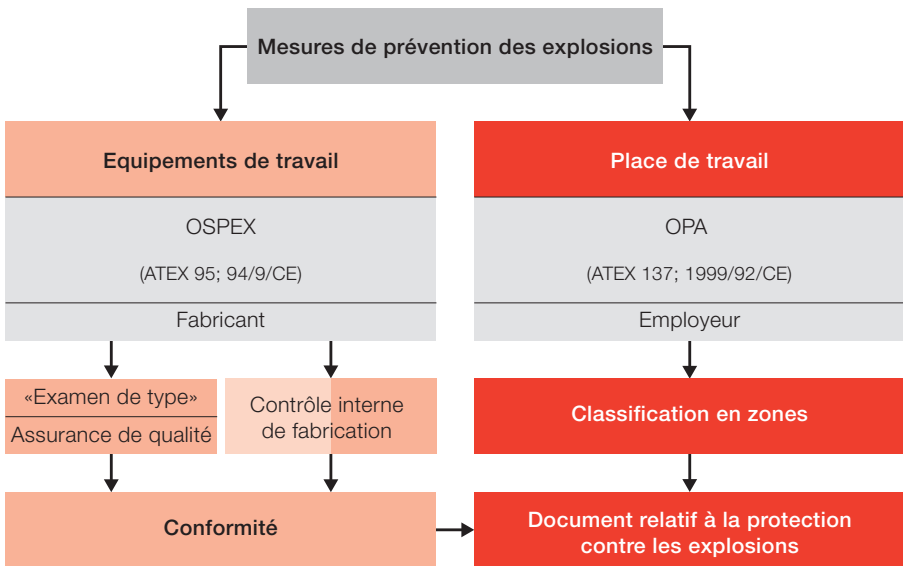 Mesures de prévention des explosions
Equipements de travail
OSPEX
(ATEX 95; 94/9/CE)
Fabricant
«Examen de type»
Assurance de qualité
Contrôle interne
de fabrication
Conformité
Place de travail
OPA
(ATEX 137; 1999/92/CE)
Employeur
Classification en zones
Document relatif à la protection
contre les explosions